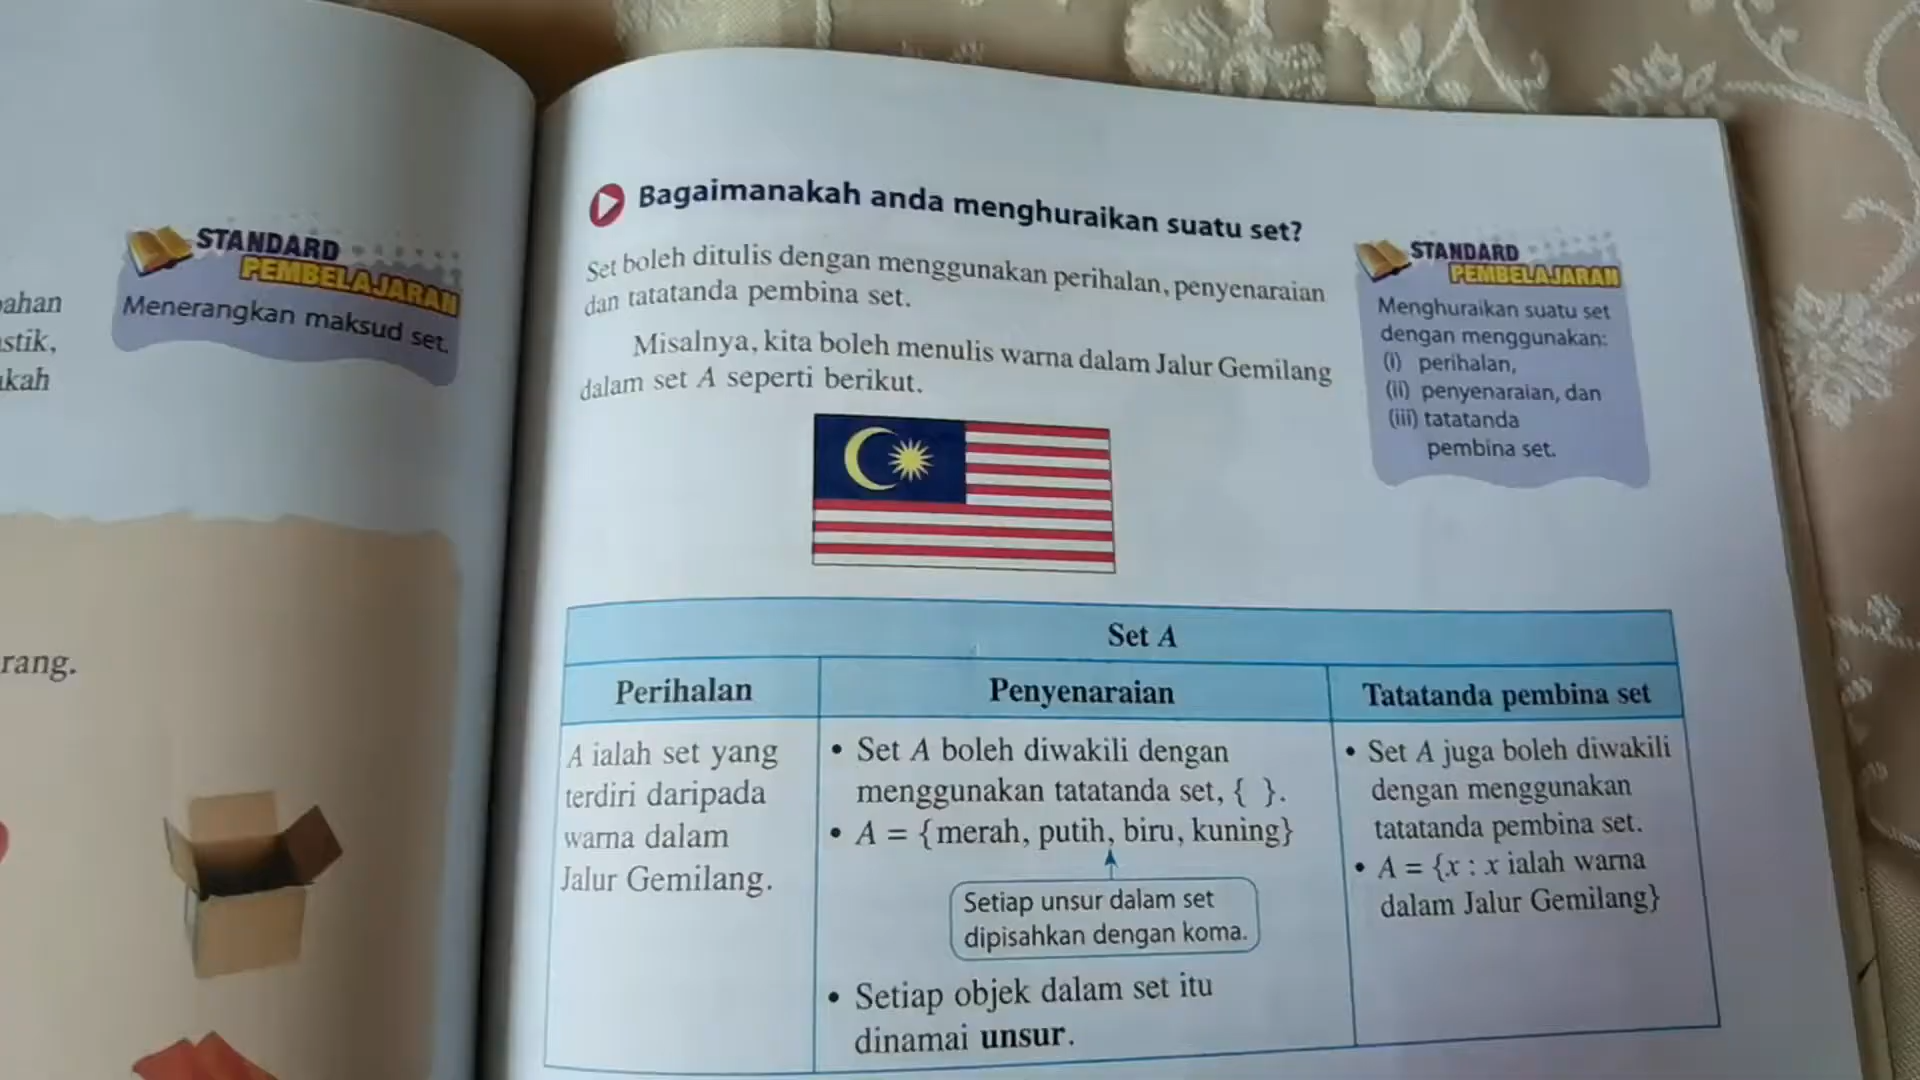 STANDARD
PEMBELAJARAN
Menerangkan maksud set.
rang.
Bagaimanakah anda menghuraikan suatu set?
Set boleh ditulis dengan menggunakan perihalan, penyenaraian
dan tatatanda pembina set.
Misalnya, kita boleh menulis warna dalam Jalur Gemilang
dalam set A seperti berikut.
STANDARD
PEMBELAJARAN
Menghuraikan suatu set
dengan menggunakan:
(i) perihalan,
(ii) penyenaraian, dan
(iii) tatatanda
pembina set.
Set A
Perihalan
A ialah set yang
terdiri daripada
warna dalam
Jalur Gemilang.
Penyenaraian
• Set A boleh diwakili dengan
menggunakan tatatanda set, { }.
• A = {merah, putih, biru, kuning}
Setiap unsur dalam set
dipisahkan dengan koma.
• Setiap objek dalam set itu
dinamai unsur.
Tatatanda pembina set
• Set A juga boleh diwakili
dengan menggunakan
tatatanda pembina set.
• A = {x : x ialah warna
dalam Jalur Gemilang}